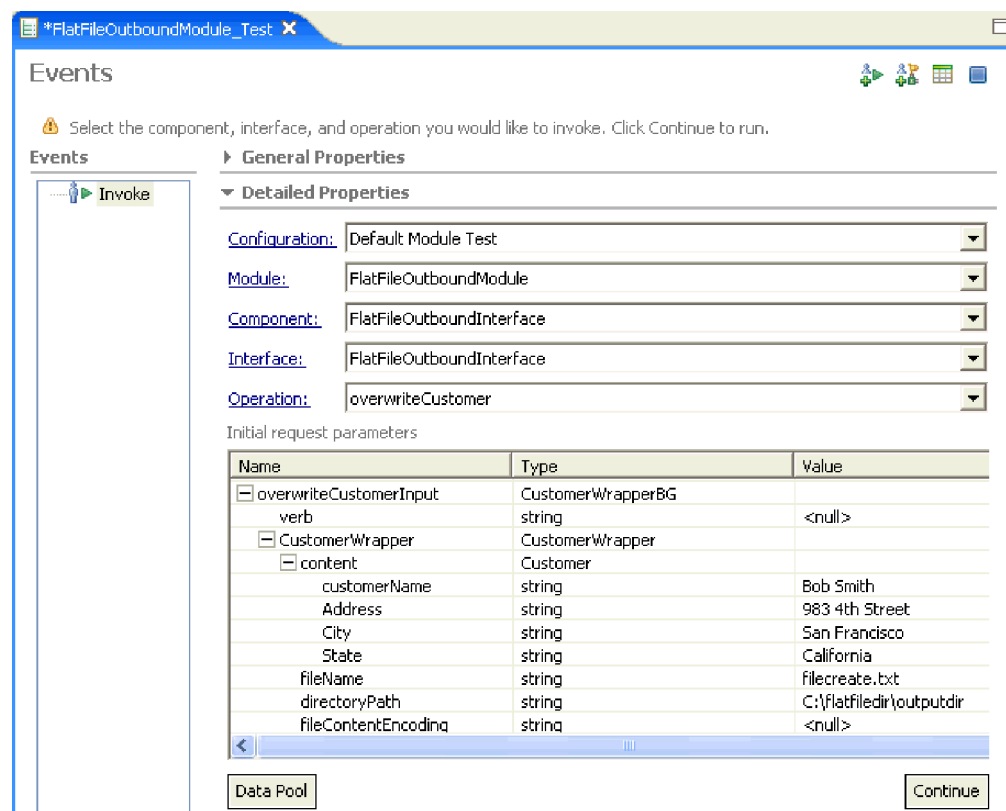 *FlatFileOutboundModule_Test
Events
Select the component, interface, and operation you would like to invoke. Click Continue to run.
Events
General Properties
Invoke
Detailed Properties
Configuration: Default Module Test
Module: FlatFileOutboundModule
Component: FlatFileOutboundInterface
Interface: FlatFileOutboundInterface
Operation: overwriteCustomer
Initial request parameters
Name Type Value
overwriteCustomerInput CustomerWrapperBG
verb string <null>
CustomerWrapper CustomerWrapper
content Customer
customerName string Bob Smith
Address string 983 4th Street
City string San Francisco
State string California
fileName string filecreate.txt
directoryPath string C:\flatfiledir\outputdir
fileContentEncoding string <null>
Data Pool Continue